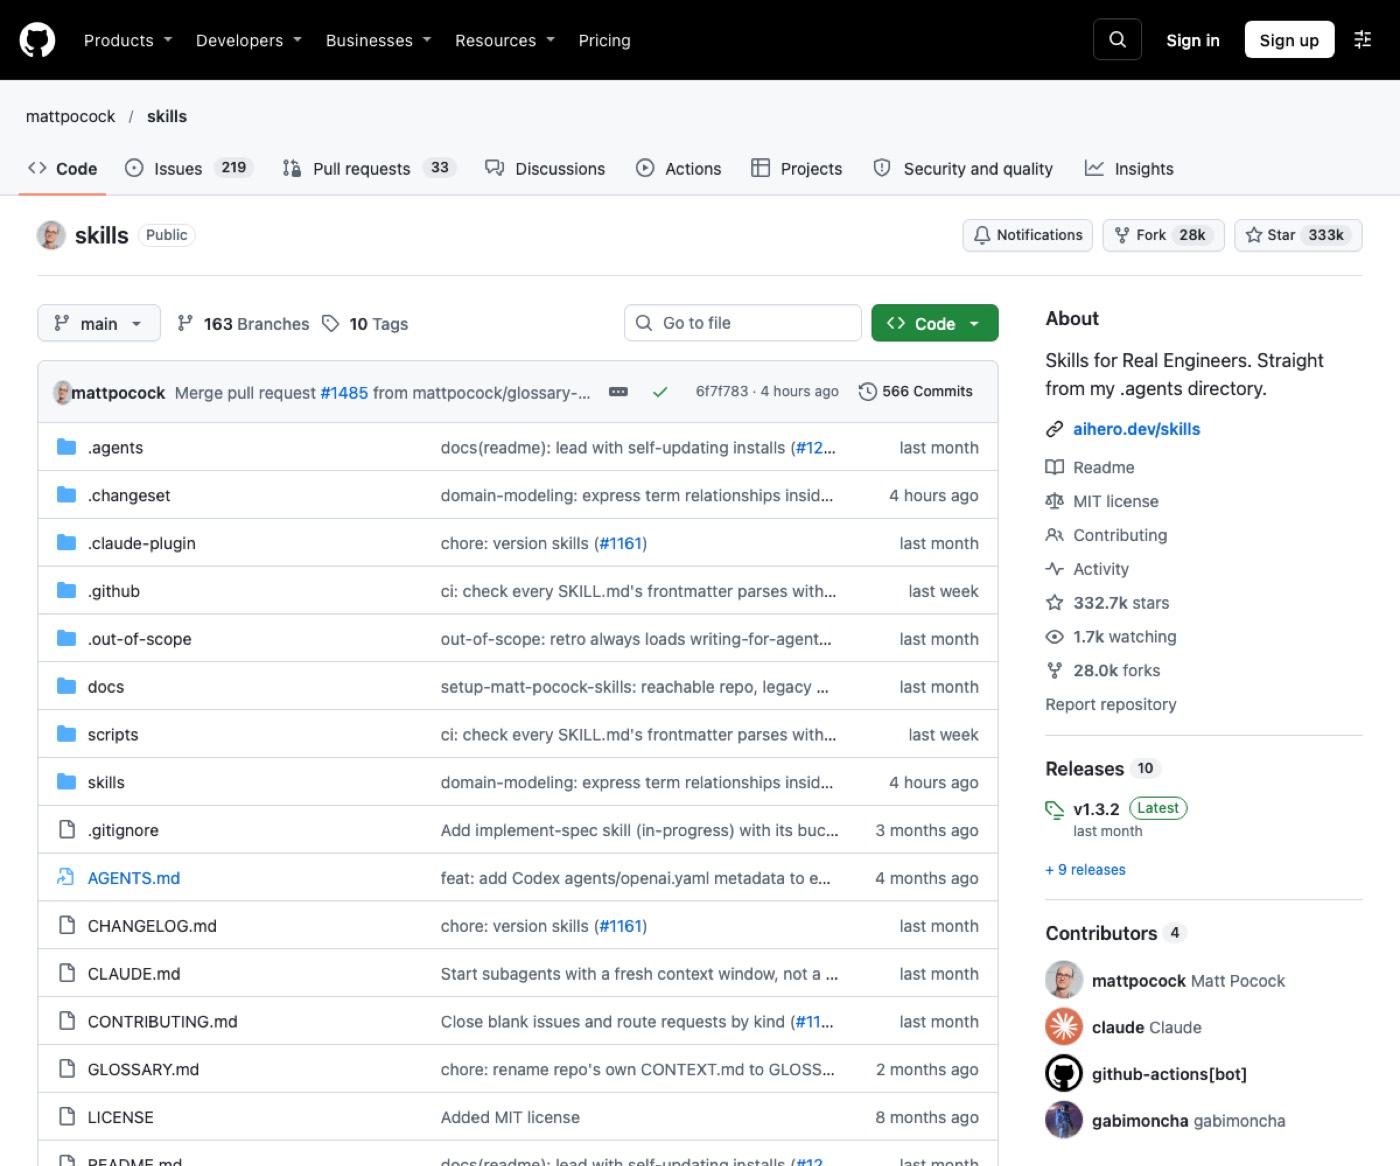 Products Developers Businesses Resources Pricing Sign in Sign up
mattpocock / skills
Code Issues 219 Pull requests 33 Discussions Actions Projects Security and quality Insights
skills Public Notifications Fork 28k Star 333k
main 163 Branches 10 Tags Go to file Code
mattpocock Merge pull request #1485 from mattpocock/glossary-... 6f7f783 · 4 hours ago 566 Commits
.agents docs(readme): lead with self-updating installs (#12... last month
.changeset domain-modeling: express term relationships insid... 4 hours ago
.claude-plugin chore: version skills (#1161) last month
.github ci: check every SKILL.md's frontmatter parses with... last week
.out-of-scope out-of-scope: retro always loads writing-for-agent... last month
docs setup-matt-pocock-skills: reachable repo, legacy ... last month
scripts ci: check every SKILL.md's frontmatter parses with... last week
skills domain-modeling: express term relationships insid... 4 hours ago
.gitignore Add implement-spec skill (in-progress) with its buc... 3 months ago
AGENTS.md feat: add Codex agents/openai.yaml metadata to e... 4 months ago
CHANGELOG.md chore: version skills (#1161) last month
CLAUDE.md Start subagents with a fresh context window, not a ... last month
CONTRIBUTING.md Close blank issues and route requests by kind (#11... last month
GLOSSARY.md chore: rename repo's own CONTEXT.md to GLOSS... 2 months ago
LICENSE Added MIT license 8 months ago
README.md docs(readme): lead with self-updating installs (#12... last month
About
Skills for Real Engineers. Straight
from my .agents directory.
aihero.dev/skills
Readme
MIT license
Contributing
Activity
332.7k stars
1.7k watching
28.0k forks
Report repository
Releases 10
v1.3.2 Latest
last month
+ 9 releases
Contributors 4
mattpocock Matt Pocock
claude Claude
github-actions[bot]
gabimoncha gabimoncha